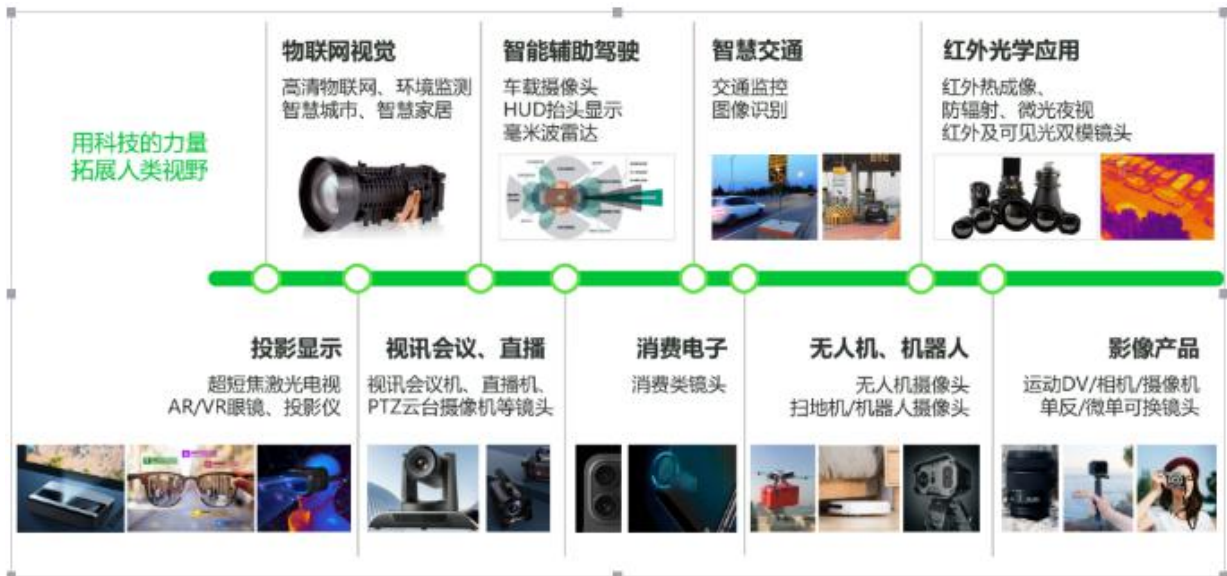 用科技的力量
拓展人类视野
物联网视觉
高清物联网、环境监测
智慧城市、智慧家居
智能辅助驾驶
车载摄像头
HUD抬头显示
毫米波雷达
智慧交通
交通监控
图像识别
红外光学应用
红外热成像、
防辐射、微光夜视
红外及可见光双模镜头
投影显示
超短焦激光电视
AR/VR眼镜、投影仪
视讯会议、直播
视讯会议机、直播机、
PTZ云台摄像机等镜头
消费电子
消费类镜头
无人机、机器人
无人机摄像头
扫地机/机器人摄像头
影像产品
运动DV/相机/摄像机
单反/微单可换镜头